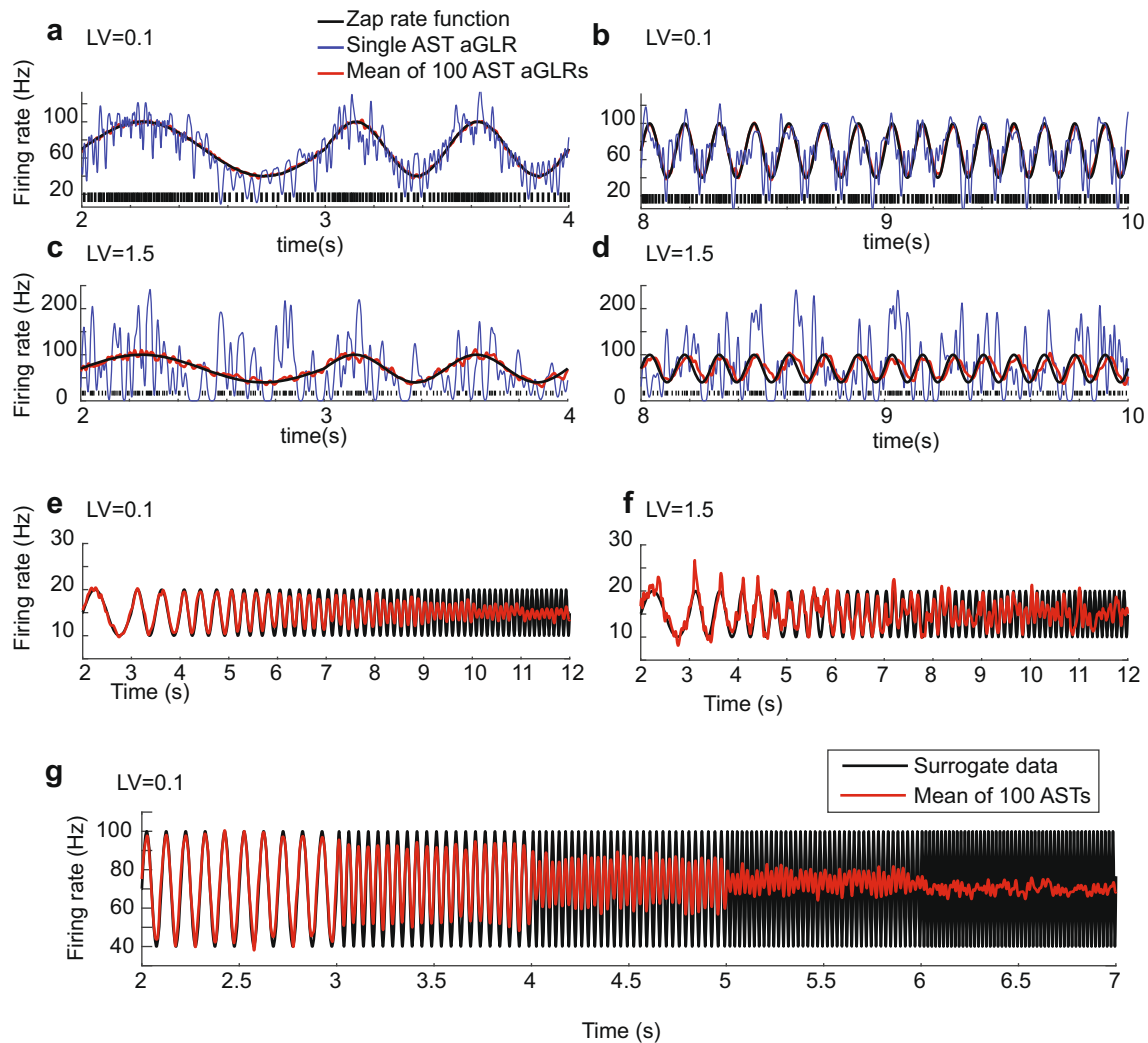 a
LV=0.1
Zap rate function
Single AST aGLR
Mean of 100 AST aGLRs
Firing rate (Hz)
100
60
20
2
3
4
time(s)
b
LV=0.1
100
60
20
8
9
10
time(s)
c
LV=1.5
Firing rate (Hz)
200
100
0
2
3
4
time(s)
d
LV=1.5
200
100
0
8
9
10
time(s)
e
LV=0.1
Firing rate (Hz)
30
20
10
2 3 4 5 6 7 8 9 10 11 12
Time (s)
f
LV=1.5
30
20
10
2 3 4 5 6 7 8 9 10 11 12
Time (s)
g
LV=0.1
Surrogate data
Mean of 100 ASTs
Firing rate (Hz)
100
80
60
40
2 2.5 3 3.5 4 4.5 5 5.5 6 6.5 7
Time (s)